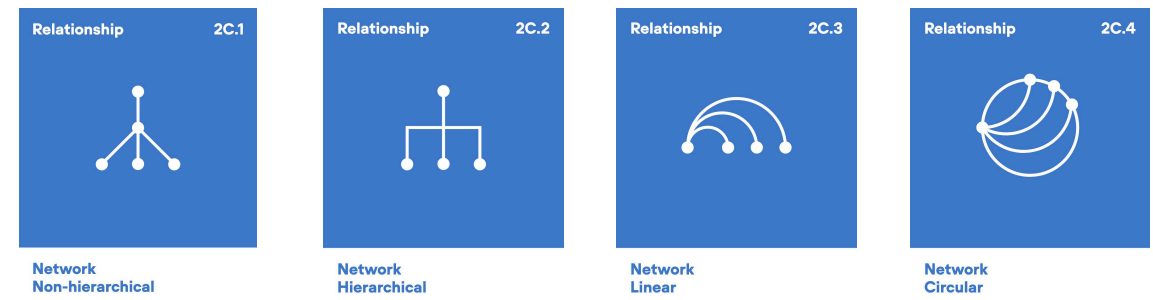 Relationship 2C.1
Network
Non-hierarchical
Relationship 2C.2
Network
Hierarchical
Relationship 2C.3
Network
Linear
Relationship 2C.4
Network
Circular